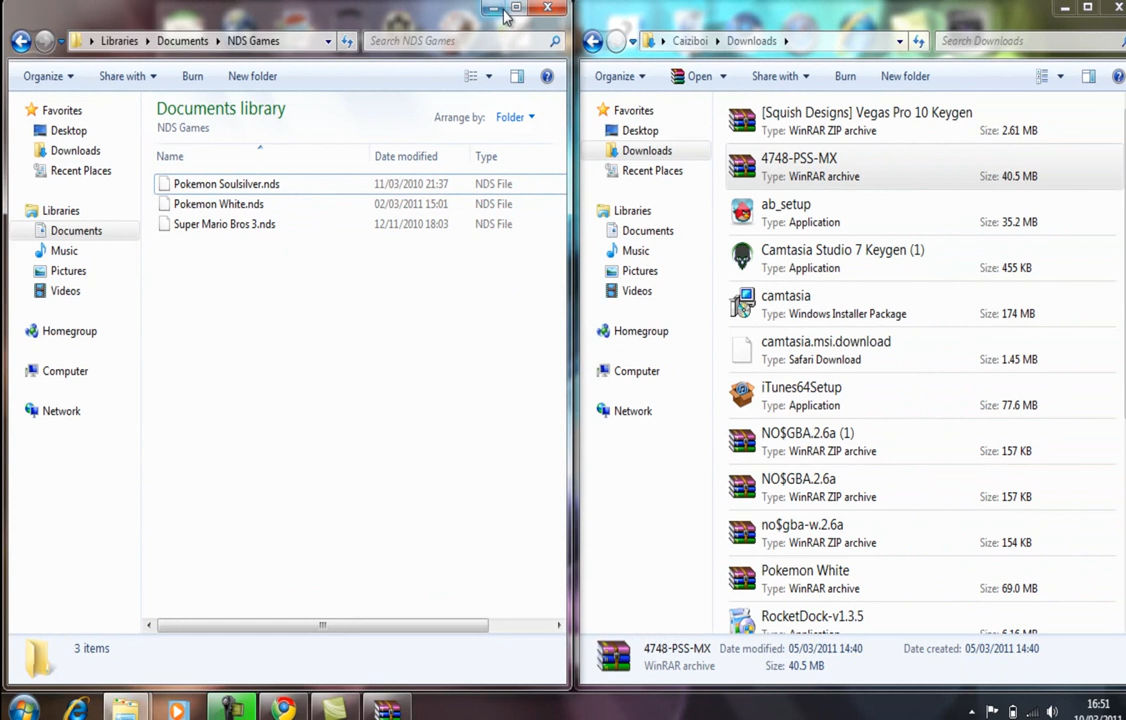 Libraries ▸ Documents ▸ NDS Games
Search NDS Games
Organize
Share with
Burn
New folder
Favorites
Desktop
Downloads
Recent Places
Libraries
Documents
Music
Pictures
Videos
Homegroup
Computer
Network
Documents library
NDS Games
Arrange by: Folder
Name Date modified Type
Pokemon Soulsilver.nds 11/03/2010 21:37 NDS File
Pokemon White.nds 02/03/2011 15:01 NDS File
Super Mario Bros 3.nds 12/11/2010 18:03 NDS File
3 items
Caiziboi ▸ Downloads ▸
Search Downloads
Organize
Open
Share with
Burn
New folder
Favorites
Desktop
Downloads
Recent Places
Libraries
Documents
Music
Pictures
Videos
Homegroup
Computer
Network
[Squish Designs] Vegas Pro 10 Keygen
Type: WinRAR ZIP archive Size: 2.61 MB
4748-PSS-MX
Type: WinRAR archive Size: 40.5 MB
ab_setup
Type: Application Size: 35.2 MB
Camtasia Studio 7 Keygen (1)
Type: Application Size: 455 KB
camtasia
Type: Windows Installer Package Size: 174 MB
camtasia.msi.download
Type: Safari Download Size: 1.45 MB
iTunes64Setup
Type: Application Size: 77.6 MB
NO$GBA.2.6a (1)
Type: WinRAR ZIP archive Size: 157 KB
NO$GBA.2.6a
Type: WinRAR ZIP archive Size: 157 KB
no$gba-w.2.6a
Type: WinRAR ZIP archive Size: 154 KB
Pokemon White
Type: WinRAR archive Size: 69.0 MB
RocketDock-v1.3.5
Type: Application Size: 6.16 MB
4748-PSS-MX Date modified: 05/03/2011 14:40 Date created: 05/03/2011 14:40
WinRAR archive Size: 40.5 MB
16:51
10/03/2011